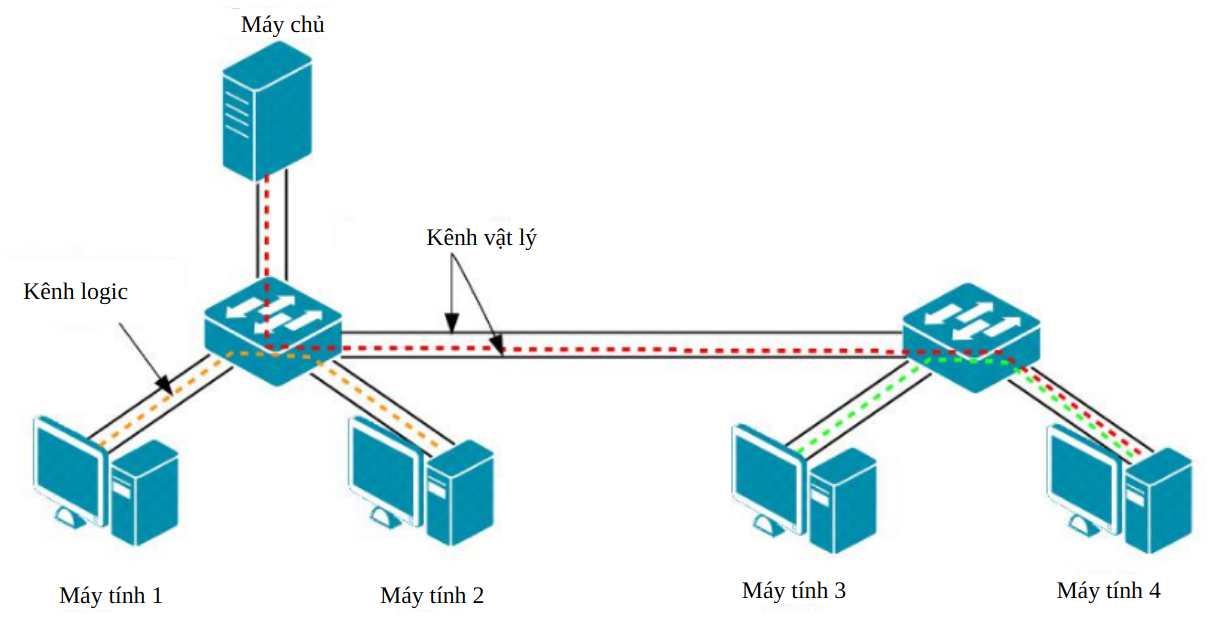 Máy chủ
Kênh vật lý
Kênh logic
Máy tính 1
Máy tính 2
Máy tính 3
Máy tính 4